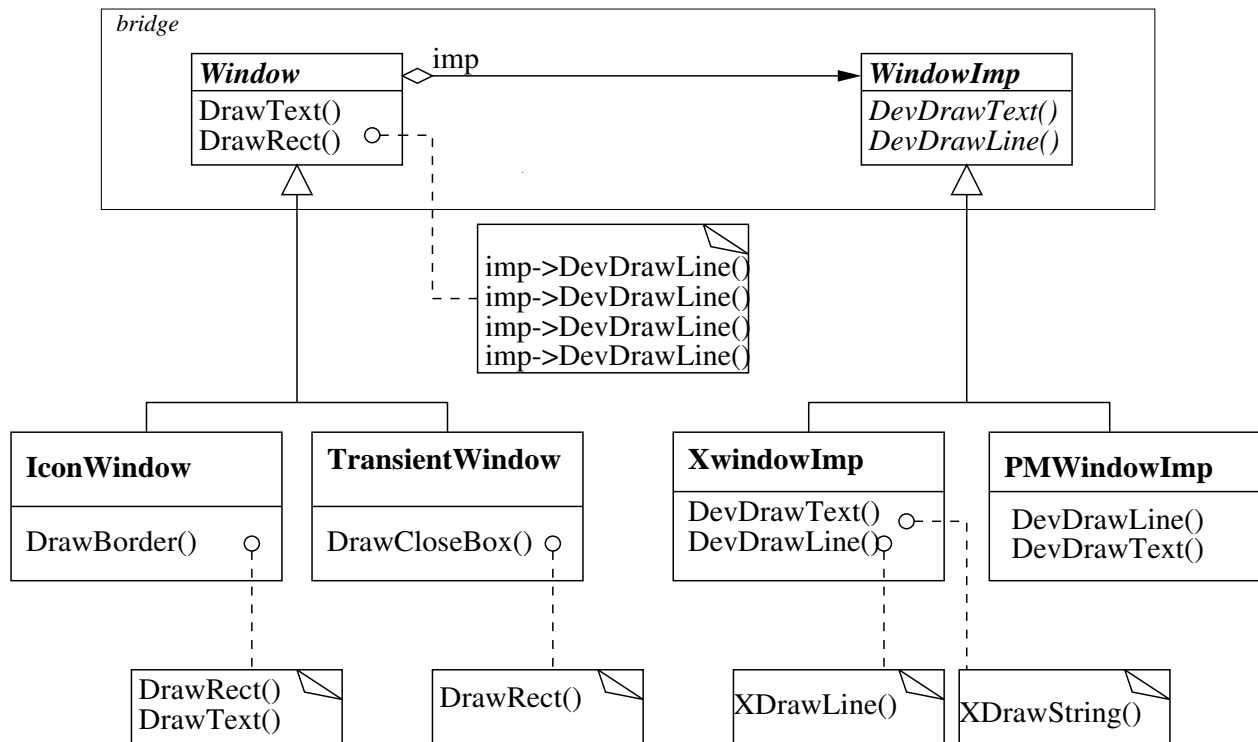 bridge
Window
imp
WindowImp
DrawText()
DrawRect()
DevDrawText()
DevDrawLine()
imp->DevDrawLine()
imp->DevDrawLine()
imp->DevDrawLine()
imp->DevDrawLine()
IconWindow
DrawBorder()
TransientWindow
DrawCloseBox()
XwindowImp
DevDrawText()
DevDrawLine()
PMWindowImp
DevDrawLine()
DevDrawText()
DrawRect()
DrawText()
DrawRect()
XDrawLine()
XDrawString()